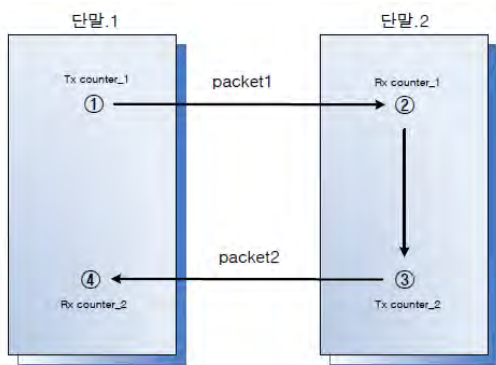 단말.1
단말.2
Tx counter_1
①
packet1
Rx counter_1
②
④
Rx counter_2
packet2
③
Tx counter_2